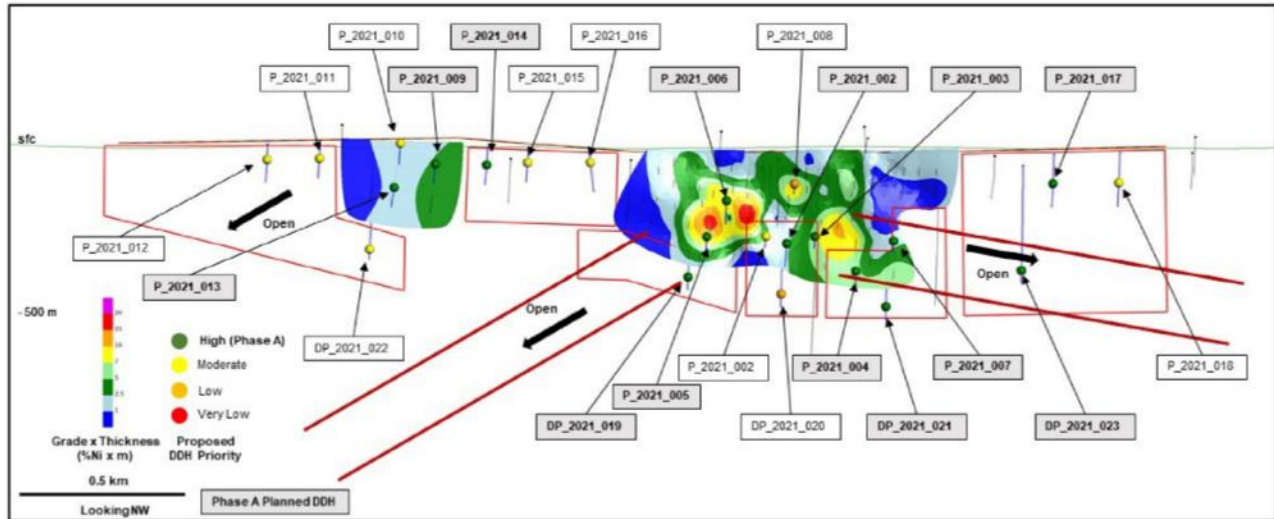 P_2021_010
P_2021_014
P_2021_016
P_2021_008
P_2021_011
P_2021_009
P_2021_015
P_2021_006
P_2021_002
P_2021_003
P_2021_017
sfc
Open
P_2021_012
Open
P_2021_013
Open
- 500 m
DP_2021_022
High (Phase A)
Moderate
Low
Very Low
P_2021_002
P_2021_004
P_2021_007
P_2021_018
P_2021_005
DP_2021_019
DP_2021_020
DP_2021_021
DP_2021_023
Grade x Thickness
(%Ni x m)
Proposed
DDH Priority
0.5 km
Looking NW
Phase A Planned DDH